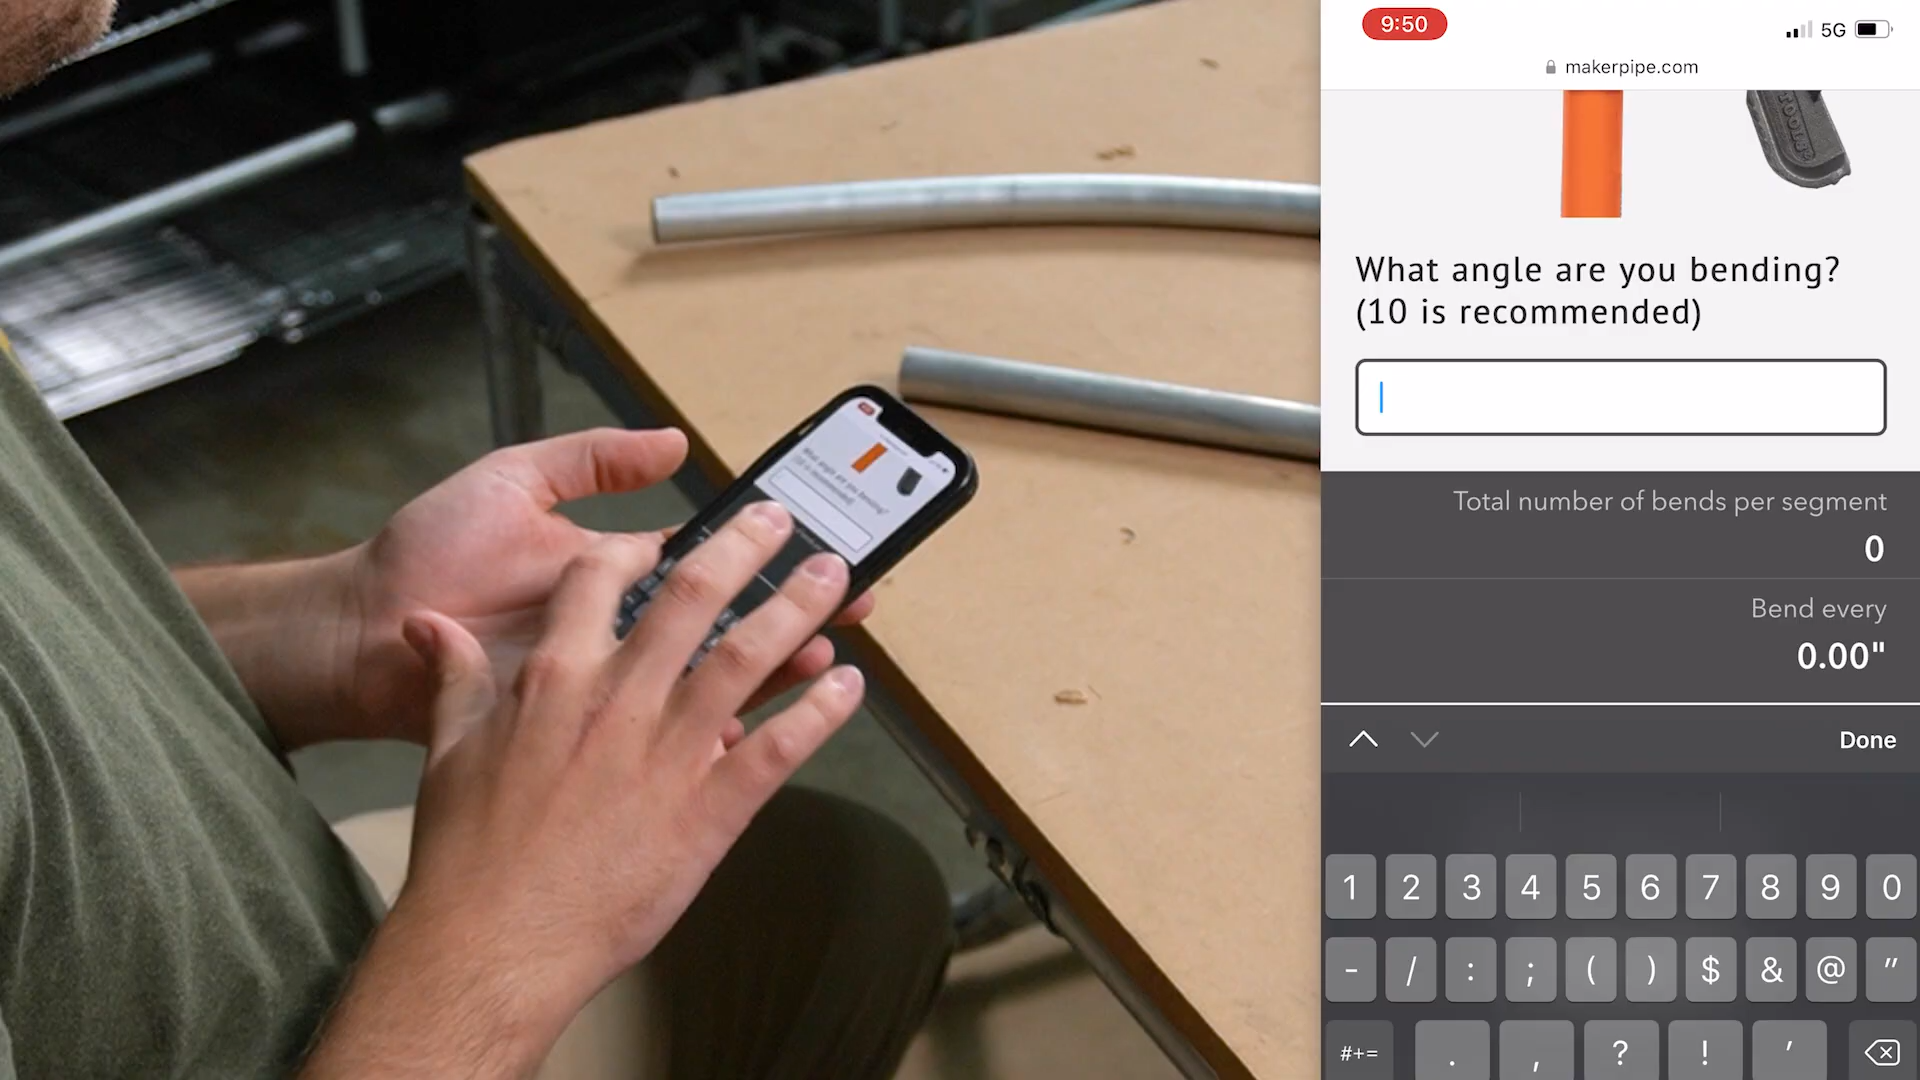 9:50
5G
makerpipe.com
TOOLS
What angle are you bending?
(10 is recommended)
Total number of bends per segment
0
Bend every
0.00"
Done
1 2 3 4 5 6 7 8 9 0
- / : ; ( ) $ & @ "
#+= . , ? ! '